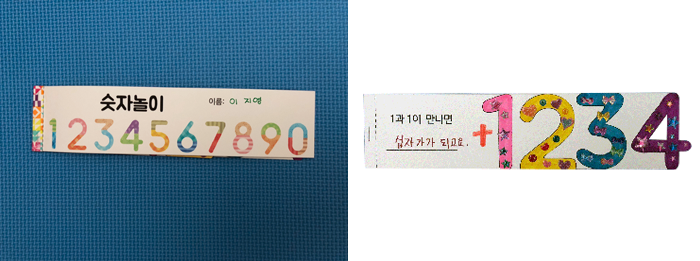 숫자놀이
이름: 이 지영
1234567890
1과 1이 만나면
십자가가 되고요.
+1234